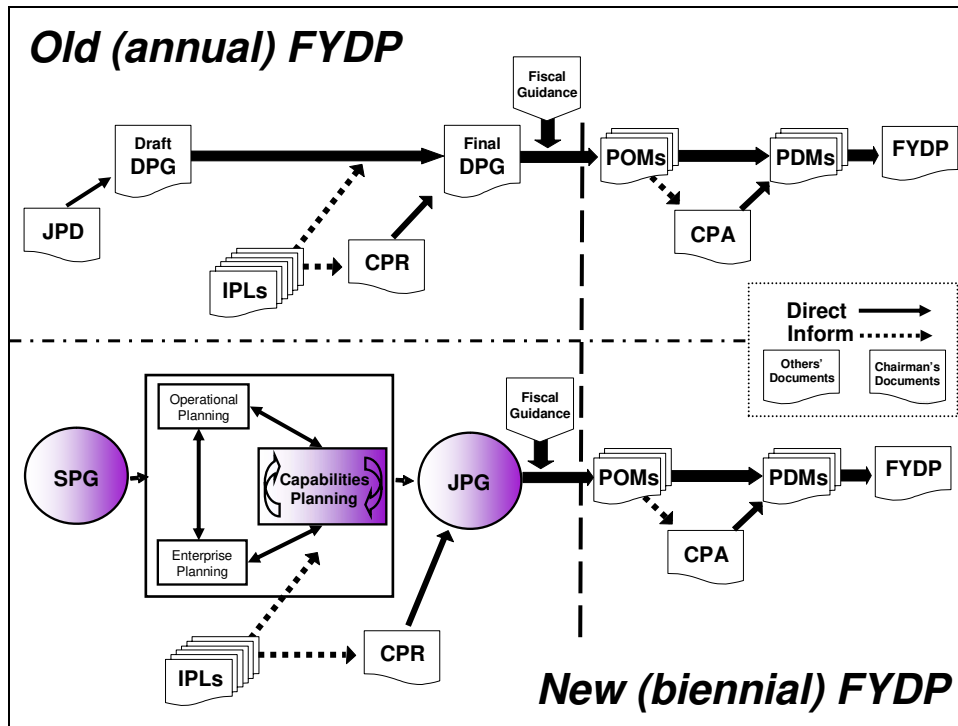 Old (annual) FYDP
Fiscal
Guidance
Draft
DPG
Final
DPG
POMs
PDMs
FYDP
JPD
CPR
CPA
IPLs
Direct
Inform
Others'
Documents
Chairman's
Documents
Operational
Planning
Fiscal
Guidance
SPG
Capabilities
Planning
JPG
POMs
PDMs
FYDP
Enterprise
Planning
CPA
IPLs
CPR
New (biennial) FYDP